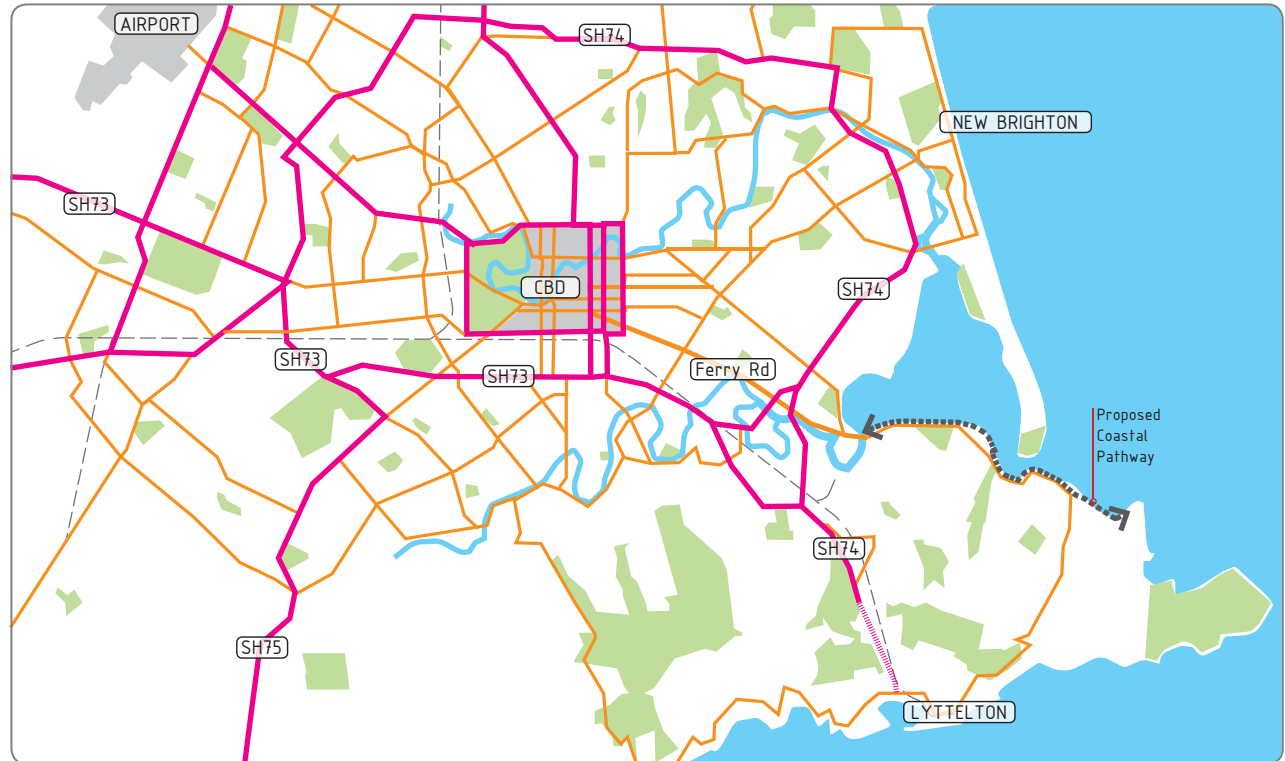 AIRPORT
SH74
NEW BRIGHTON
SH73
CBD
SH74
SH73
SH73
Ferry Rd
Proposed
Coastal
Pathway
SH74
SH75
LYTTELTON